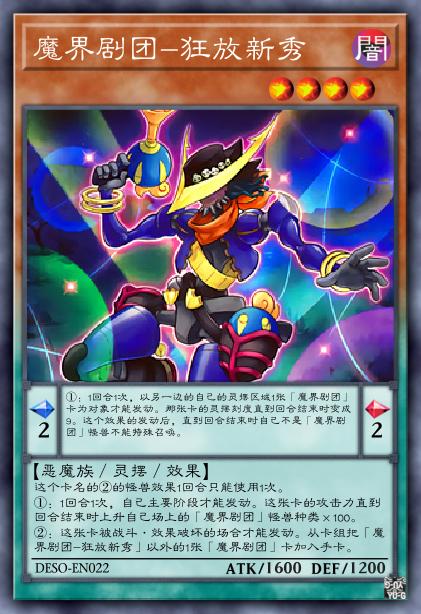 魔界剧团-狂放新秀
闇
①：1回合1次，以另一边的自己的灵摆区域1张「魔界剧团」
卡为对象才能发动。那张卡的灵摆刻度直到回合结束时变成
9。这个效果的发动后，直到回合结束时自己不是「魔界剧
团」怪兽不能特殊召唤。
2
2
【恶魔族／灵摆／效果】
这个卡名的②的怪兽效果1回合只能使用1次。
①：1回合1次，自己主要阶段才能发动。这张卡的攻击力直到
回合结束时上升自己场上的「魔界剧团」怪兽种类×100。
②：这张卡被战斗·效果破坏的场合才能发动。从卡组把「魔
界剧团-狂放新秀」以外的1张「魔界剧团」卡加入手卡。
DESO-EN022
ATK/1600 DEF/1200